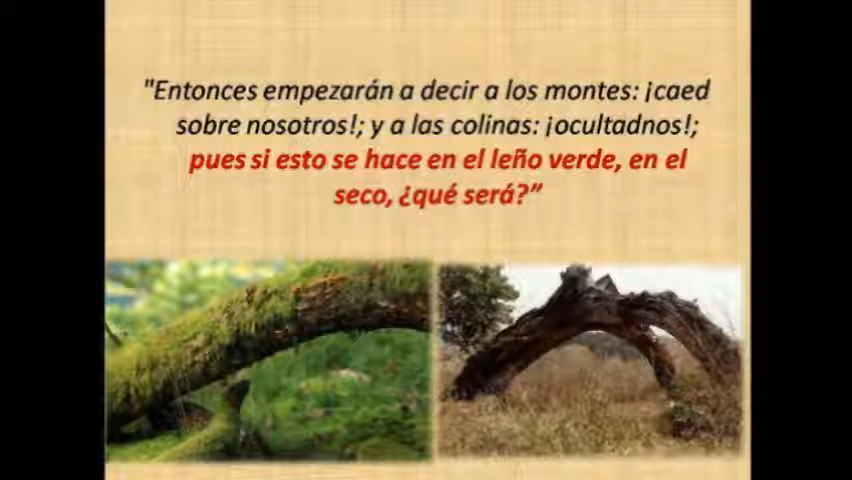 "Entonces empezarán a decir a los montes: ¡caed
sobre nosotros!; y a las colinas: ¡ocultadnos!;
pues si esto se hace en el leño verde, en el
seco, ¿qué será?”